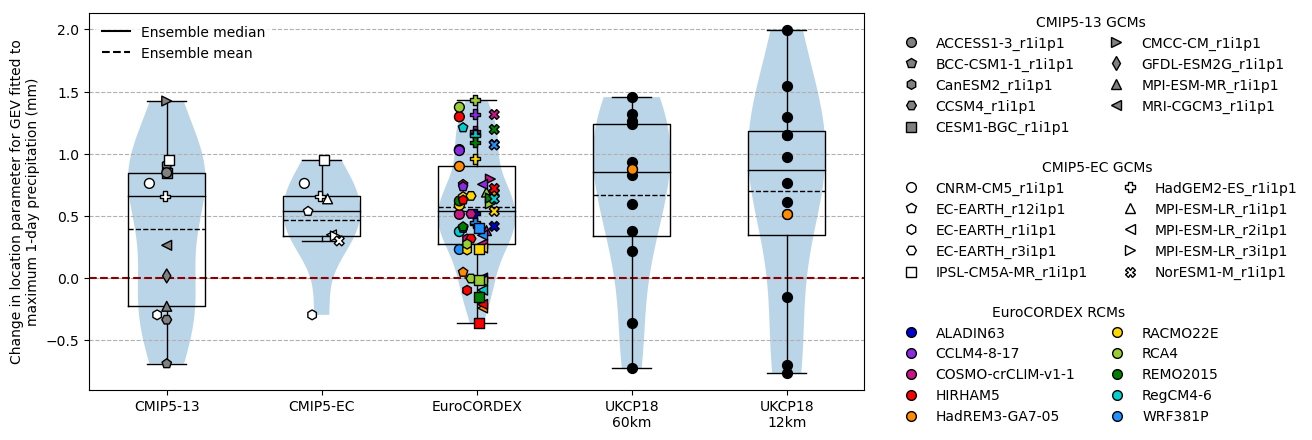 Change in location parameter for GEV fitted to
maximum 1-day precipitation (mm)
2.0
1.5
1.0
0.5
0.0
−0.5
Ensemble median
Ensemble mean
CMIP5-13
CMIP5-EC
EuroCORDEX
UKCP18
60km
UKCP18
12km
CMIP5-13 GCMs
ACCESS1-3_r1i1p1
BCC-CSM1-1_r1i1p1
CanESM2_r1i1p1
CCSM4_r1i1p1
CESM1-BGC_r1i1p1
CMCC-CM_r1i1p1
GFDL-ESM2G_r1i1p1
MPI-ESM-MR_r1i1p1
MRI-CGCM3_r1i1p1
CMIP5-EC GCMs
CNRM-CM5_r1i1p1
EC-EARTH_r12i1p1
EC-EARTH_r1i1p1
EC-EARTH_r3i1p1
IPSL-CM5A-MR_r1i1p1
HadGEM2-ES_r1i1p1
MPI-ESM-LR_r1i1p1
MPI-ESM-LR_r2i1p1
MPI-ESM-LR_r3i1p1
NorESM1-M_r1i1p1
EuroCORDEX RCMs
ALADIN63
CCLM4-8-17
COSMO-crCLIM-v1-1
HIRHAM5
HadREM3-GA7-05
RACMO22E
RCA4
REMO2015
RegCM4-6
WRF381P